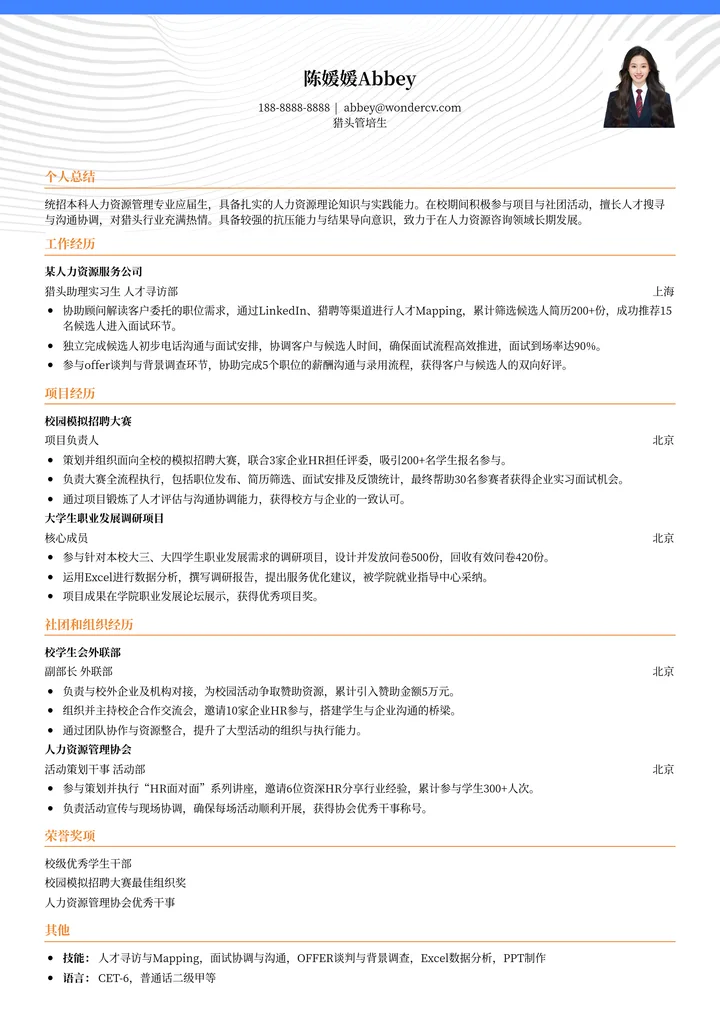 陈媛媛Abbey
188-8888-8888 | abbey@wondercv.com
猎头管培生
个人总结
统招本科人力资源管理专业应届生，具备扎实的人力资源理论知识与实践能力。在校期间积极参与项目与社团活动，擅长人才搜寻
与沟通协调，对猎头行业充满热情。具备较强的抗压能力与结果导向意识，致力于在人力资源咨询领域长期发展。
工作经历
某人力资源服务公司
猎头助理实习生 人才寻访部 上海
• 协助顾问解读客户委托的职位需求，通过LinkedIn、猎聘等渠道进行人才Mapping，累计筛选候选人简历200+份，成功推荐15
名候选人进入面试环节。
• 独立完成候选人初步电话沟通与面试安排，协调客户与候选人时间，确保面试流程高效推进，面试到场率达90%。
• 参与offer谈判与背景调查环节，协助完成5个职位的薪酬沟通与录用流程，获得客户与候选人的双向好评。
项目经历
校园模拟招聘大赛
项目负责人 北京
• 策划并组织面向全校的模拟招聘大赛，联合3家企业HR担任评委，吸引200+名学生报名参与。
• 负责大赛全流程执行，包括职位发布、简历筛选、面试安排及反馈统计，最终帮助30名参赛者获得企业实习面试机会。
• 通过项目锻炼了人才评估与沟通协调能力，获得校方与企业的一致认可。
大学生职业发展调研项目
核心成员 北京
• 参与针对本校大三、大四学生职业发展需求的调研项目，设计并发放问卷500份，回收有效问卷420份。
• 运用Excel进行数据分析，撰写调研报告，提出服务优化建议，被学院就业指导中心采纳。
• 项目成果在学院职业发展论坛展示，获得优秀项目奖。
社团和组织经历
校学生会外联部
副部长 外联部 北京
• 负责与校外企业及机构对接，为校园活动争取赞助资源，累计引入赞助金额5万元。
• 组织并主持校企合作交流会，邀请10家企业HR参与，搭建学生与企业沟通的桥梁。
• 通过团队协作与资源整合，提升了大型活动的组织与执行能力。
人力资源管理协会
活动策划干事 活动部 北京
• 参与策划并执行“HR面对面”系列讲座，邀请6位资深HR分享行业经验，累计参与学生300+人次。
• 负责活动宣传与现场协调，确保每场活动顺利开展，获得协会优秀干事称号。
荣誉奖项
校级优秀学生干部
校园模拟招聘大赛最佳组织奖
人力资源管理协会优秀干事
其他
• 技能： 人才寻访与Mapping，面试协调与沟通，OFFER谈判与背景调查，Excel数据分析，PPT制作
• 语言： CET-6，普通话二级甲等